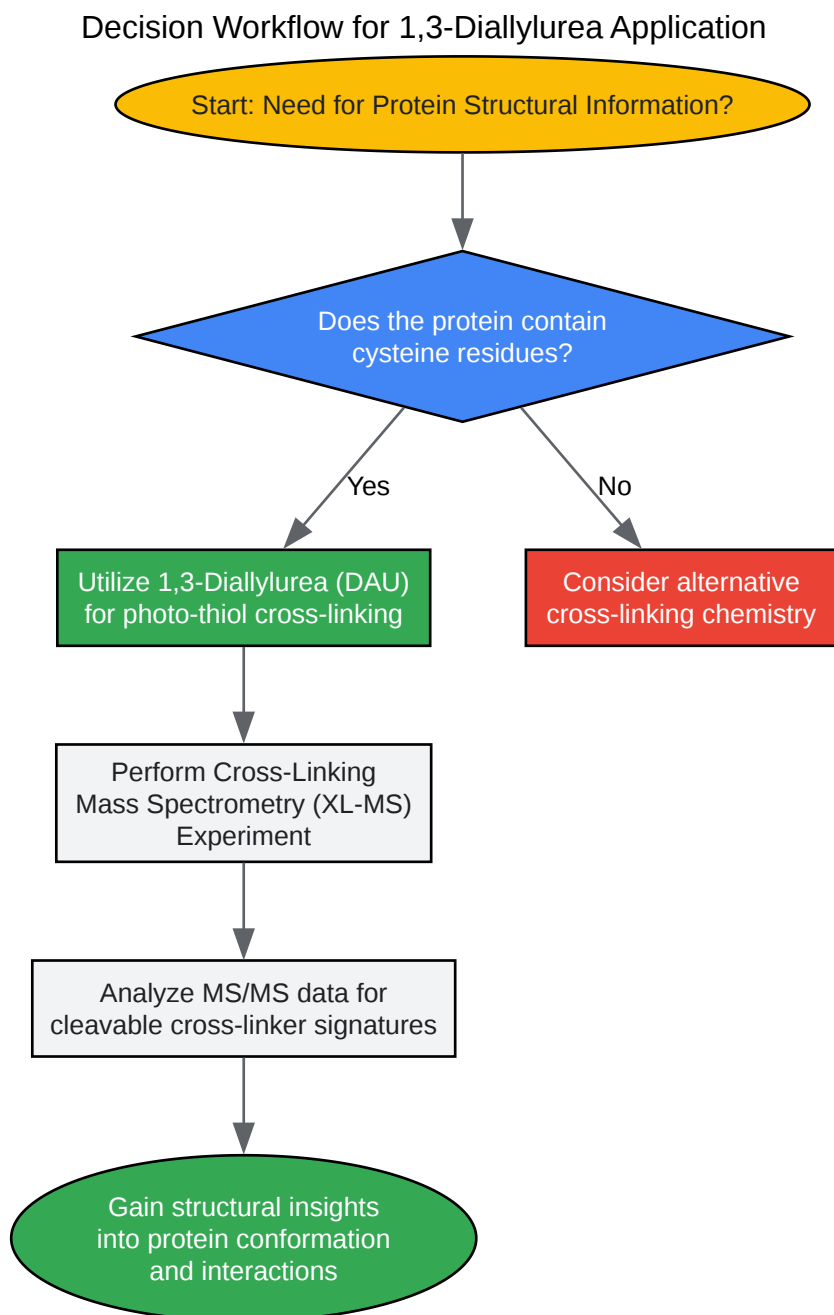 Decision Workflow for 1,3-Diallylurea Application
Start: Need for Protein Structural Information?
Does the protein contain
cysteine residues?
Yes
No
Utilize 1,3-Diallylurea (DAU)
for photo-thiol cross-linking
Consider alternative
cross-linking chemistry
Perform Cross-Linking
Mass Spectrometry (XL-MS)
Experiment
Analyze MS/MS data for
cleavable cross-linker signatures
Gain structural insights
into protein conformation
and interactions